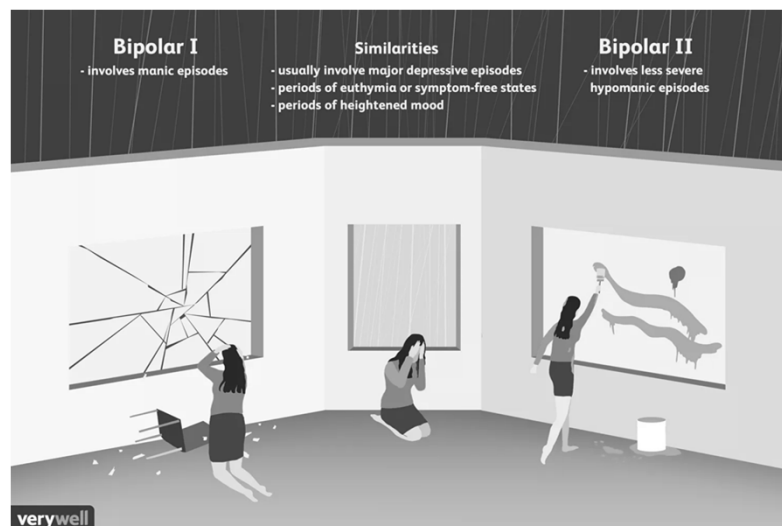 Bipolar I
- involves manic episodes
Similarities
- usually involve major depressive episodes
- periods of euthymia or symptom-free states
- periods of heightened mood
Bipolar II
- involves less severe
hypomanic episodes
verywell